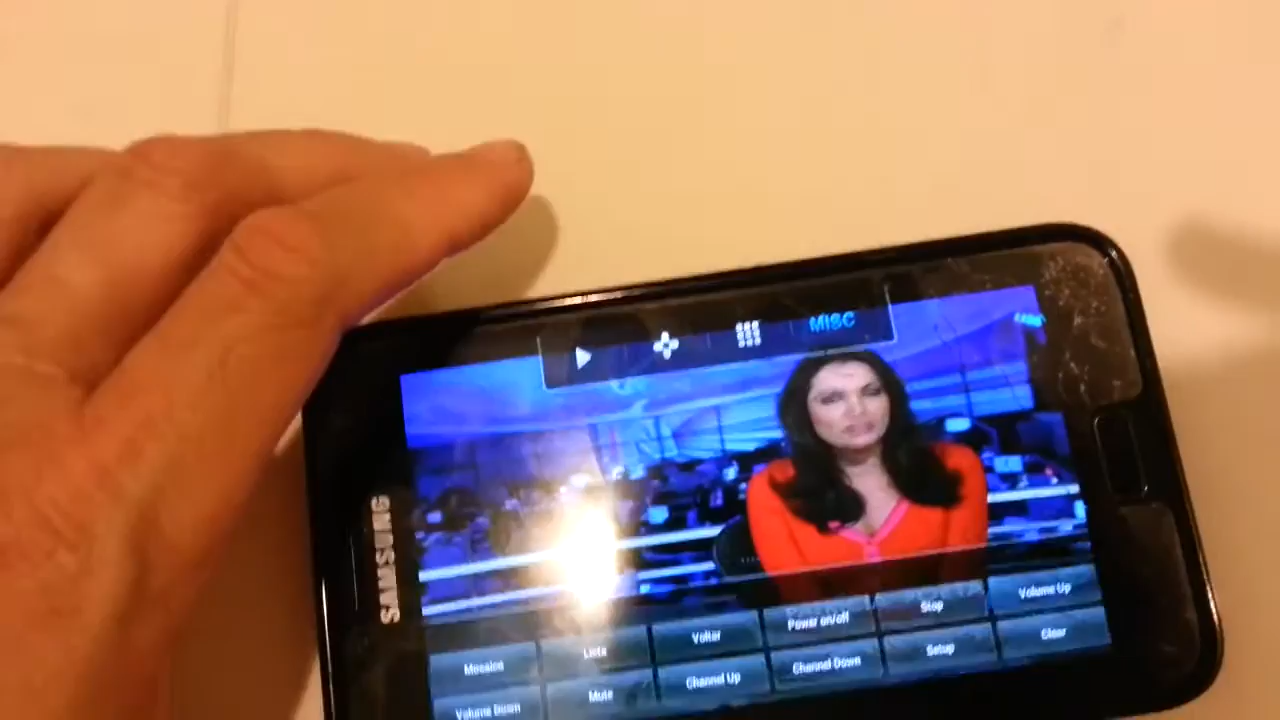 MISC
SAMSUNG
Mosaico Lista Voltar Power on/off Stop Volume Up
Volume Down Mute Channel Up Channel Down Setup Clear